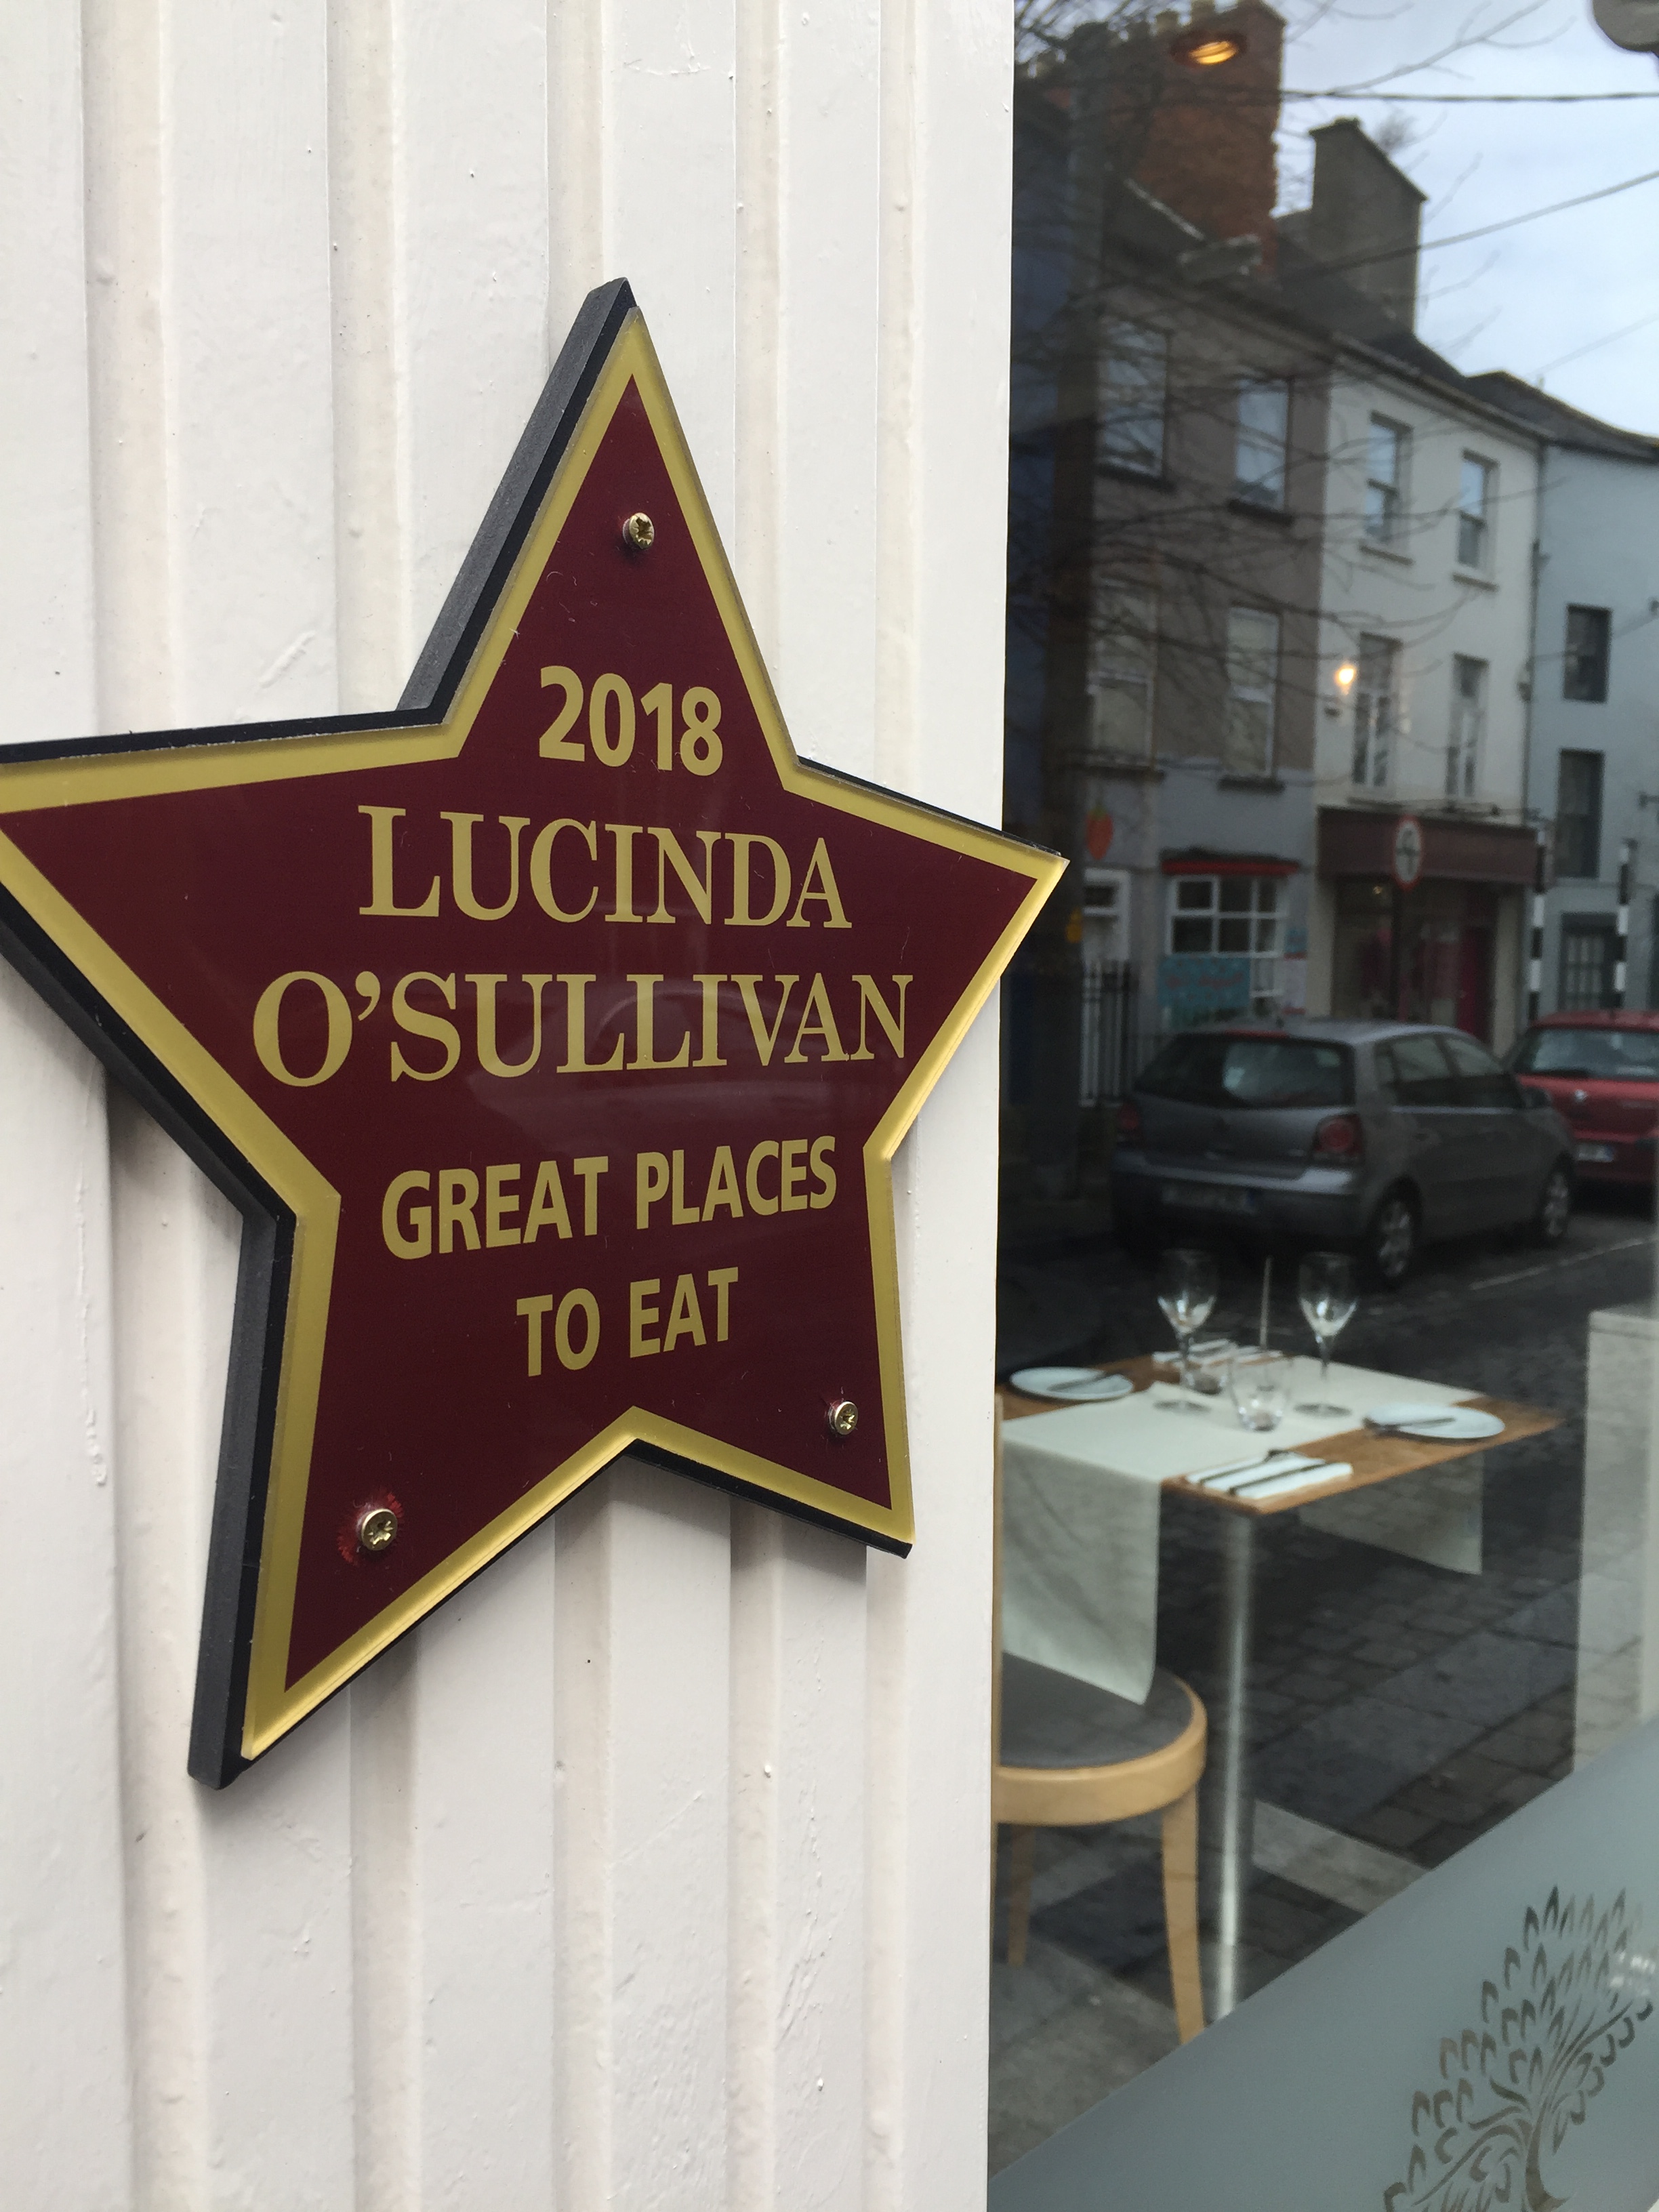 2018
LUCINDA
O'SULLIVAN
GREAT PLACES
TO EAT